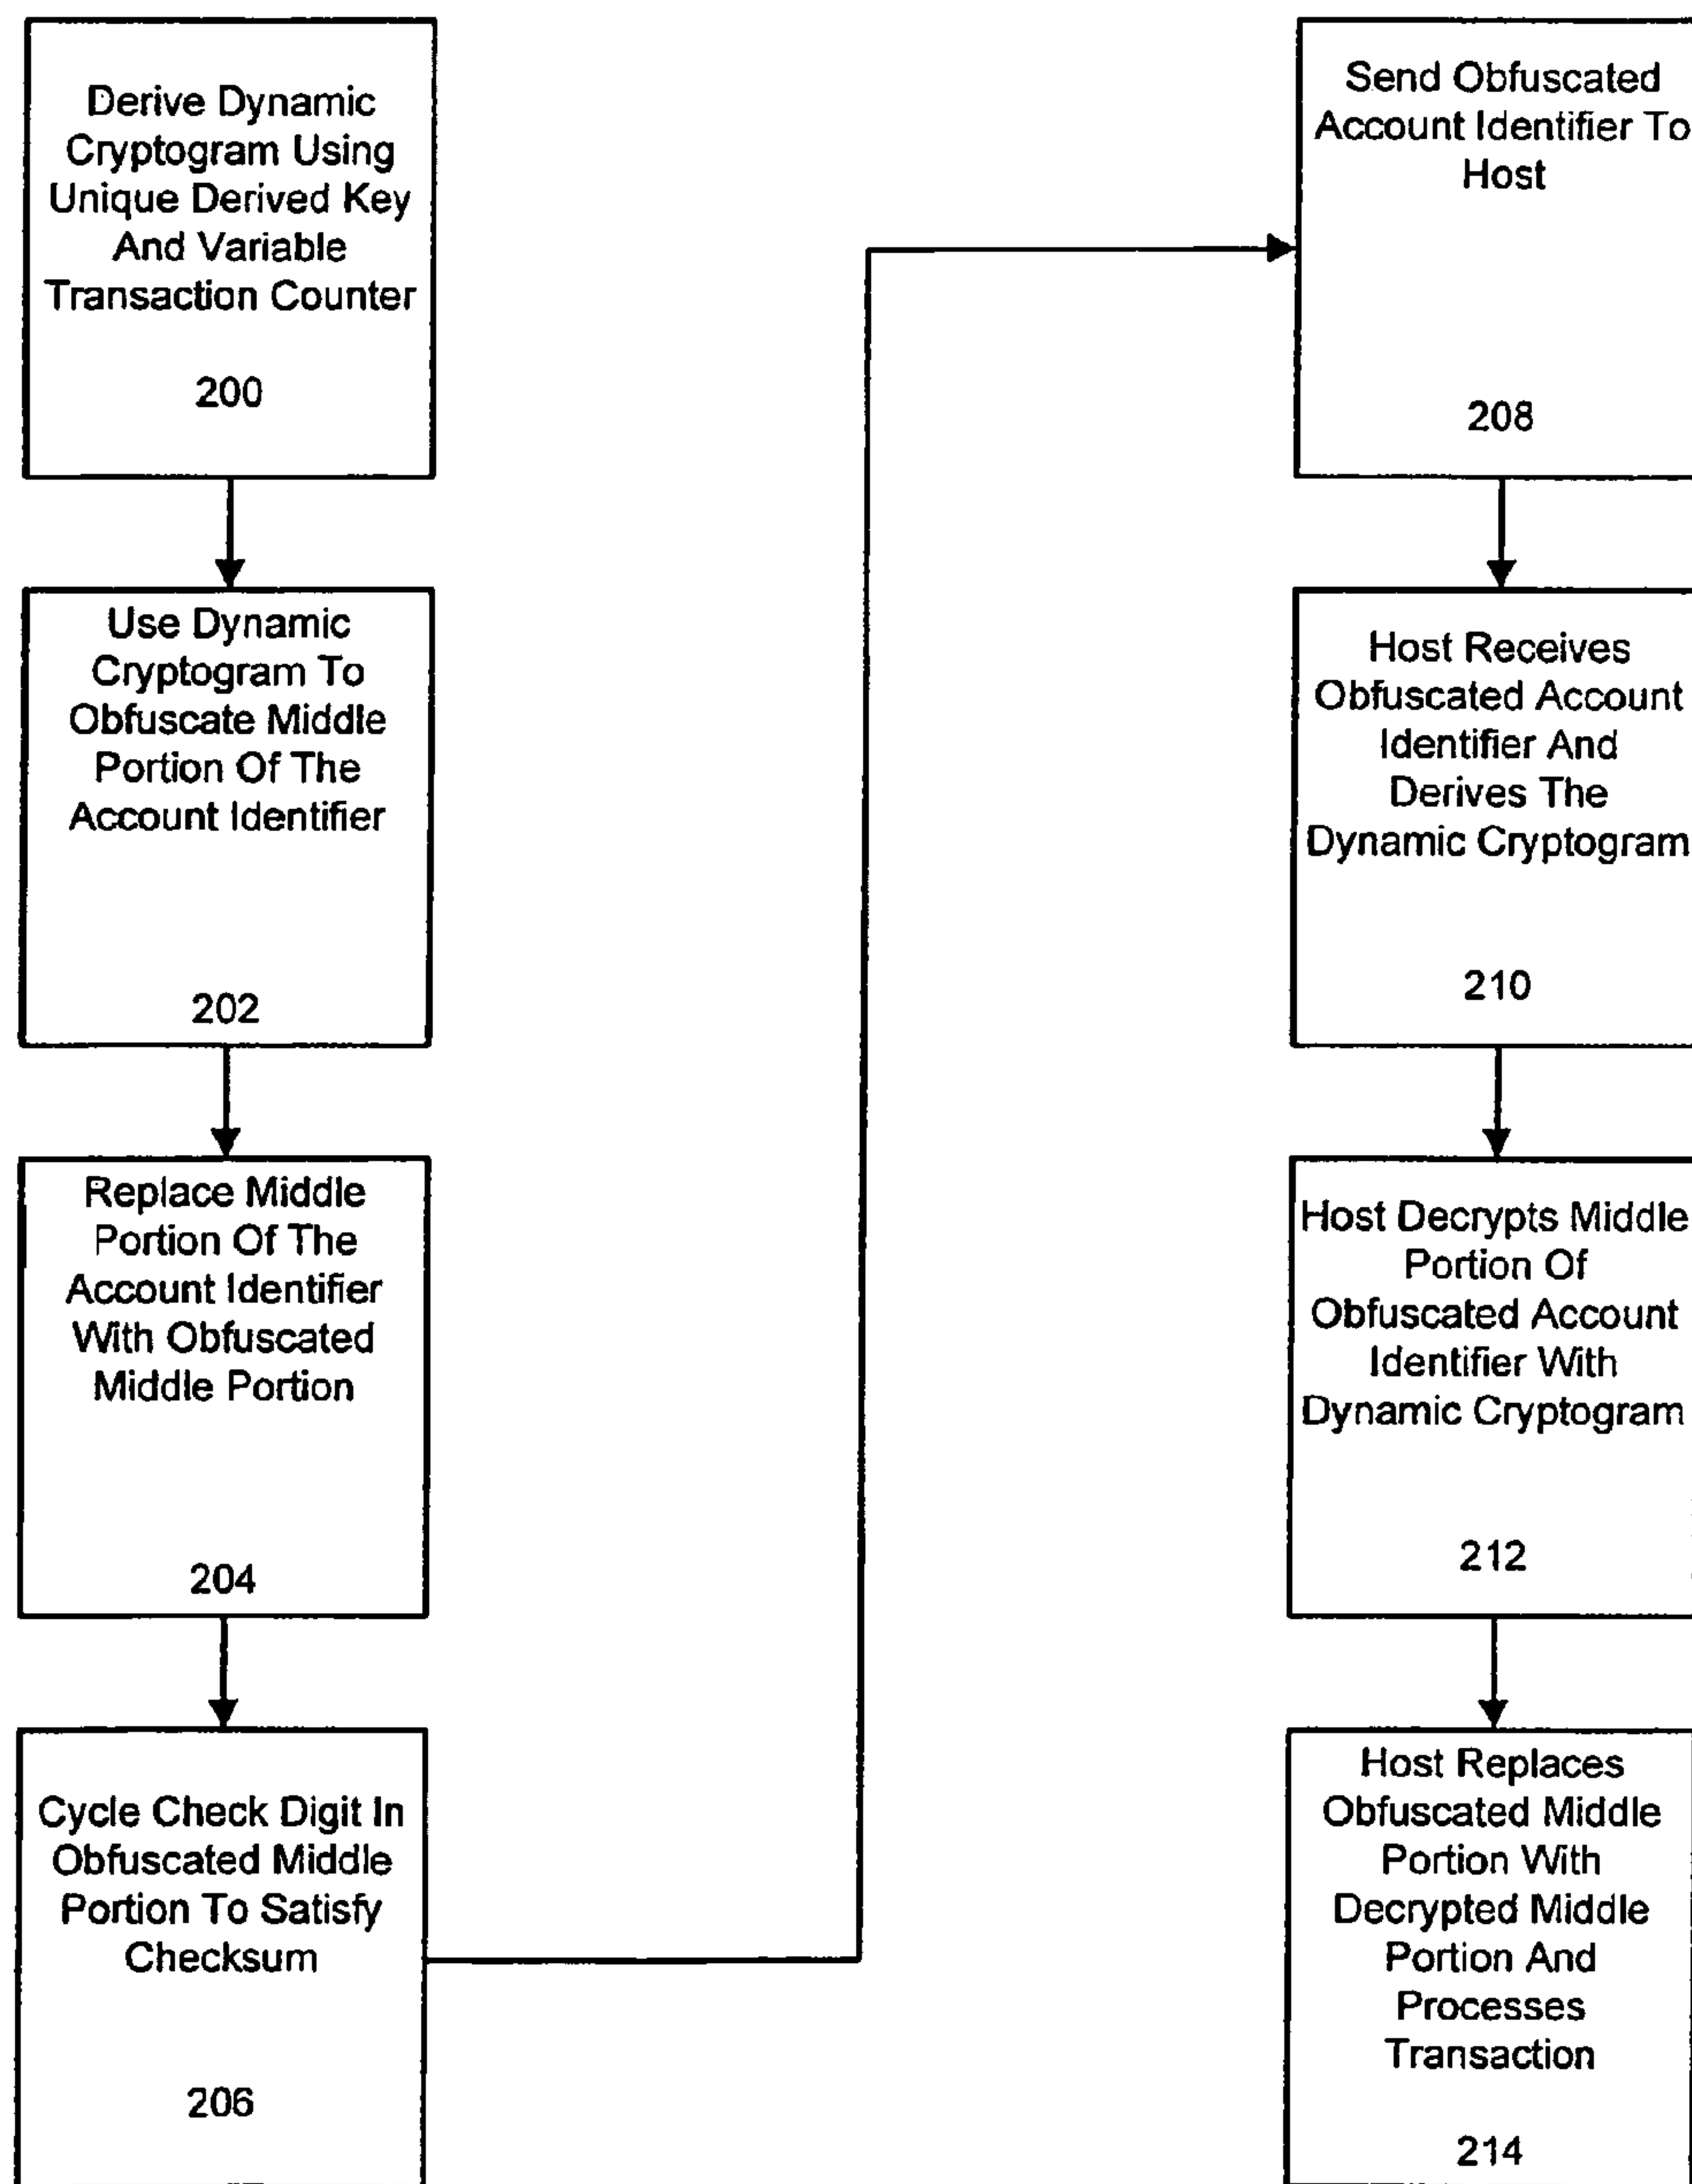 Derive Dynamic
Cryptogram Using
Unique Derived Key
And Variable
Transaction Counter
200
Use Dynamic
Cryptogram To
Obfuscate Middle
Portion Of The
Account Identifier
202
Replace Middle
Portion Of The
Account Identifier
With Obfuscated
Middle Portion
204
Cycle Check Digit In
Obfuscated Middle
Portion To Satisfy
Checksum
206
Send Obfuscated
Account Identifier To
Host
208
Host Receives
Obfuscated Account
Identifier And
Derives The
Dynamic Cryptogram
210
Host Decrypts Middle
Portion Of
Obfuscated Account
Identifier With
Dynamic Cryptogram
212
Host Replaces
Obfuscated Middle
Portion With
Decrypted Middle
Portion And
Processes
Transaction
214